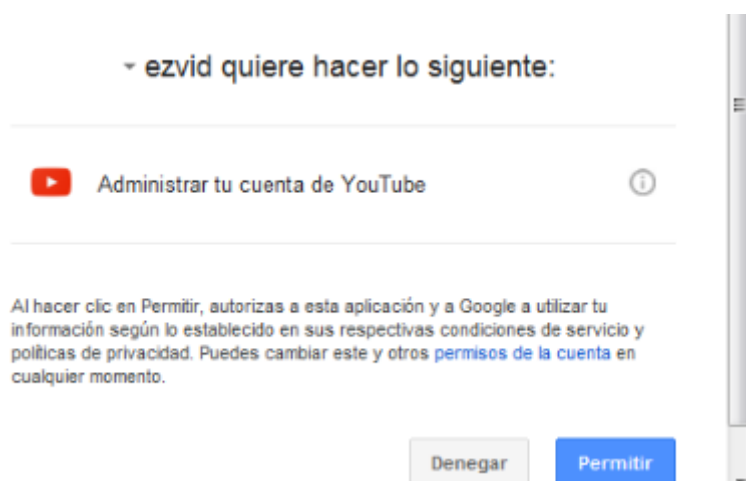 ezvid quiere hacer lo siguiente:
Administrar tu cuenta de YouTube
Al hacer clic en Permitir, autorizas a esta aplicación y a Google a utilizar tu
información según lo establecido en sus respectivas condiciones de servicio y
políticas de privacidad. Puedes cambiar este y otros permisos de la cuenta en
cualquier momento.
Denegar
Permitir